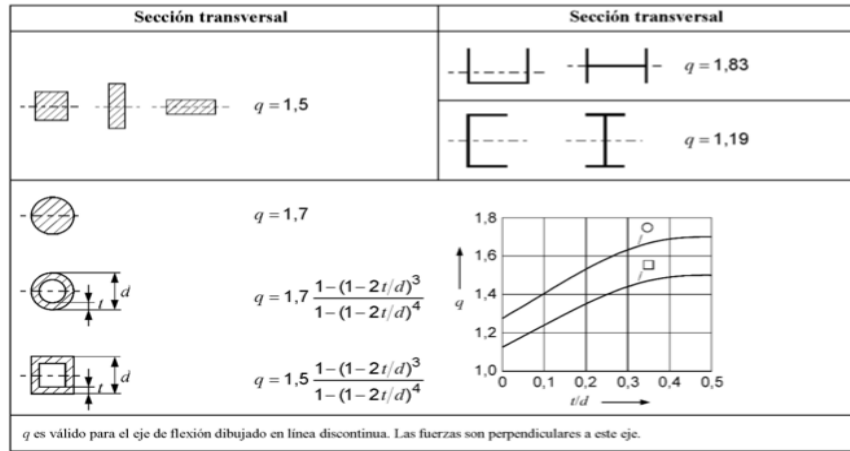 Sección transversal
Sección transversal
q = 1,5
q = 1,83
q = 1,19
q = 1,7
t
d
q = 1,7 1−(1−2t/d)³
1−(1−2t/d)⁴
t
d
q = 1,5 1−(1−2t/d)³
1−(1−2t/d)⁴
1,8
1,6
1,4
1,2
1,0
q
0
0,1
0,2
0,3
0,4
0,5
t/d
q es válido para el eje de flexión dibujado en línea discontinua. Las fuerzas son perpendiculares a este eje.